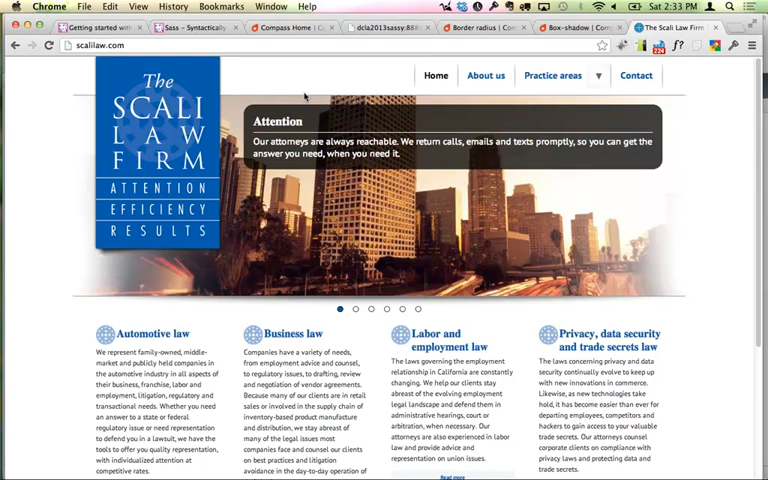 Chrome File Edit View History Bookmarks Window Help Sat 2:33 PM
Getting started with Sass – Syntactically Compass Home | C dcla2013sassy:888 Border radius | Com Box-shadow | Comp The Scali Law Firm
scalilaw.com
Home About us Practice areas ▼ Contact
The
SCALI
LAW
FIRM
ATTENTION
EFFICIENCY
RESULTS
Attention
Our attorneys are always reachable. We return calls, emails and texts promptly, so you can get the
answer you need, when you need it.
Automotive law
We represent family-owned, middle-
market and publicly held companies in
the automotive industry in all aspects of
their business, franchise, labor and
employment, litigation, regulatory and
transactional needs. Whether you need
an answer to a state or federal
regulatory issue or need representation
to defend you in a lawsuit, we have the
tools to offer you quality representation,
with individualized attention at
competitive rates.
Business law
Companies have a variety of needs,
from employment advice and counsel,
to regulatory issues, to drafting, review
and negotiation of vendor agreements.
Because many of our clients are in retail
sales or involved in the supply chain of
inventory-based product manufacture
and distribution, we stay abreast of
many of the legal issues most
companies face and counsel our clients
on best practices and litigation
avoidance in the day-to-day operation of
Labor and
employment law
The laws governing the employment
relationship in California are constantly
changing. We help our clients stay
abreast of the evolving employment
legal landscape and defend them in
administrative hearings, court or
arbitration, when necessary. Our
attorneys are also experienced in labor
law and provide advice and
representation on union issues.
Read more
Privacy, data security
and trade secrets law
The laws concerning privacy and data
security continually evolve to keep up
with new innovations in commerce.
Likewise, as new technologies take
hold, it has become easier than ever for
departing employees, competitors and
hackers to gain access to your valuable
trade secrets. Our attorneys counsel
corporate clients on compliance with
privacy laws and protecting data and
trade secrets.